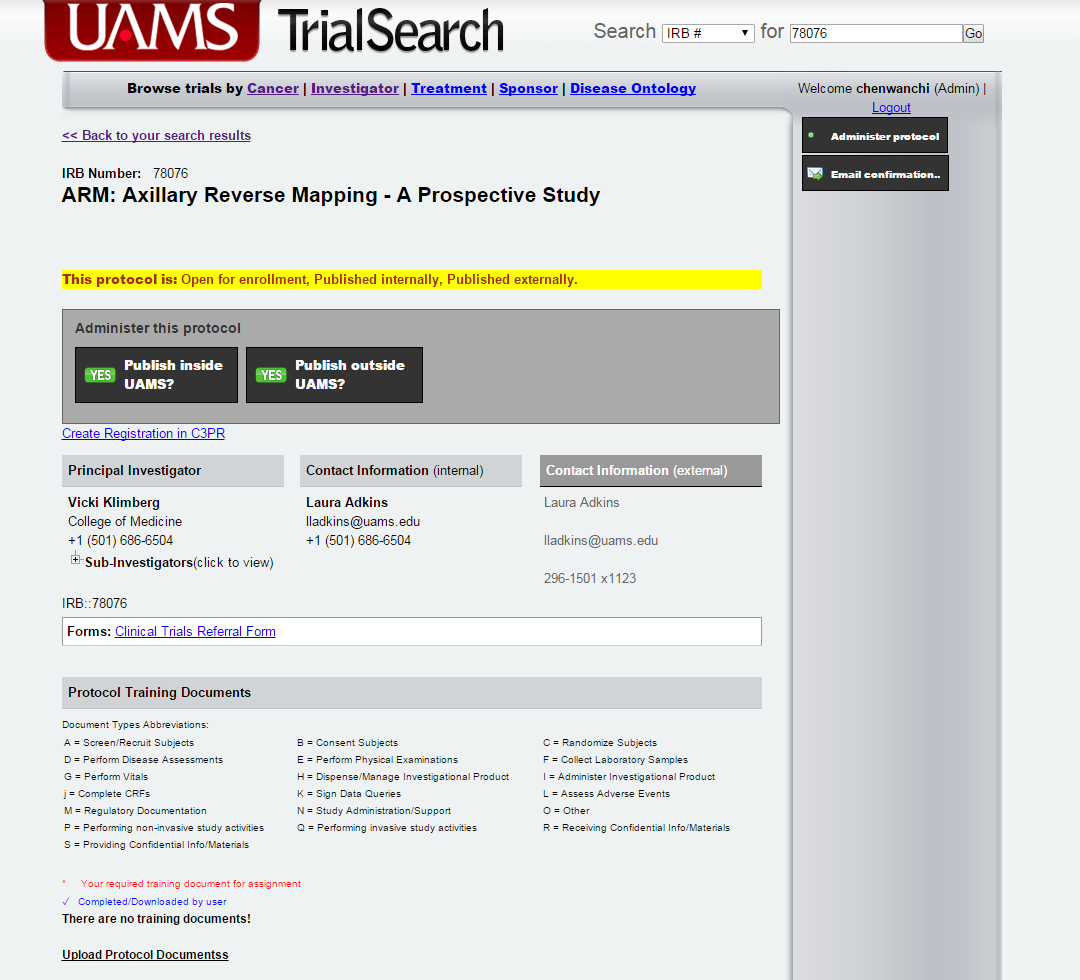 UAMS TrialSearch
Search IRB # for 78076 Go
Browse trials by Cancer | Investigator | Treatment | Sponsor | Disease Ontology
Welcome chenwanchi (Admin) |
Logout
Administer protocol
Email confirmation..
<< Back to your search results
IRB Number: 78076
ARM: Axillary Reverse Mapping - A Prospective Study
This protocol is: Open for enrollment, Published internally, Published externally.
Administer this protocol
YES Publish inside UAMS?
YES Publish outside UAMS?
Create Registration in C3PR
Principal Investigator
Vicki Klimberg
College of Medicine
+1 (501) 686-6504
Sub-Investigators(click to view)
Contact Information (internal)
Laura Adkins
lladkins@uams.edu
+1 (501) 686-6504
Contact Information (external)
Laura Adkins
lladkins@uams.edu
296-1501 x1123
IRB::78076
Forms: Clinical Trials Referral Form
Protocol Training Documents
Document Types Abbreviations:
A = Screen/Recruit Subjects B = Consent Subjects C = Randomize Subjects
D = Perform Disease Assessments E = Perform Physical Examinations F = Collect Laboratory Samples
G = Perform Vitals H = Dispense/Manage Investigational Product I = Administer Investigational Product
j = Complete CRFs K = Sign Data Queries L = Assess Adverse Events
M = Regulatory Documentation N = Study Administration/Support O = Other
P = Performing non-invasive study activities Q = Performing invasive study activities R = Receiving Confidential Info/Materials
S = Providing Confidential Info/Materials
* Your required training document for assignment
✓ Completed/Downloaded by user
There are no training documents!
Upload Protocol Documentss